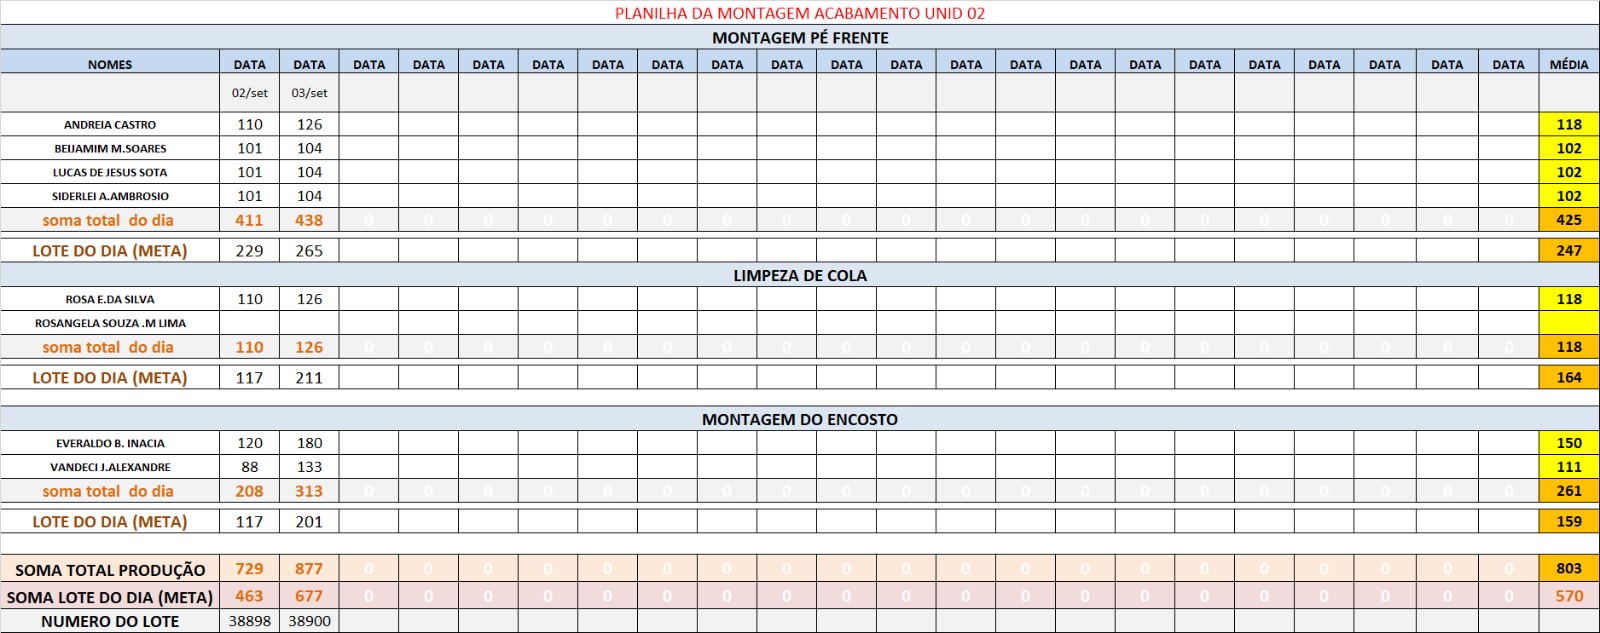 PLANILHA DA MONTAGEM ACABAMENTO UNID 02
MONTAGEM PÉ FRENTE
NOMES DATA DATA DATA DATA DATA DATA DATA DATA DATA DATA DATA DATA DATA DATA DATA DATA DATA DATA DATA DATA DATA DATA MÉDIA
02/set 03/set
ANDREIA CASTRO 110 126 118
BEIJAMIM M.SOARES 101 104 102
LUCAS DE JESUS SOTA 101 104 102
SIDERLEI A.AMBROSIO 101 104 102
soma total do dia 411 438 0 0 0 0 0 0 0 0 0 0 0 0 0 0 0 0 0 0 0 0 425
LOTE DO DIA (META) 229 265 247
LIMPEZA DE COLA
ROSA E.DA SILVA 110 126 118
ROSANGELA SOUZA .M LIMA
soma total do dia 110 126 0 0 0 0 0 0 0 0 0 0 0 0 0 0 0 0 0 0 0 0 118
LOTE DO DIA (META) 117 211 164
MONTAGEM DO ENCOSTO
EVERALDO B. INACIA 120 180 150
VANDECI J.ALEXANDRE 88 133 111
soma total do dia 208 313 0 0 0 0 0 0 0 0 0 0 0 0 0 0 0 0 0 0 0 0 261
LOTE DO DIA (META) 117 201 159
SOMA TOTAL PRODUÇÃO 729 877 0 0 0 0 0 0 0 0 0 0 0 0 0 0 0 0 0 0 0 0 803
SOMA LOTE DO DIA (META) 463 677 0 0 0 0 0 0 0 0 0 0 0 0 0 0 0 0 0 0 0 0 570
NUMERO DO LOTE 38898 38900